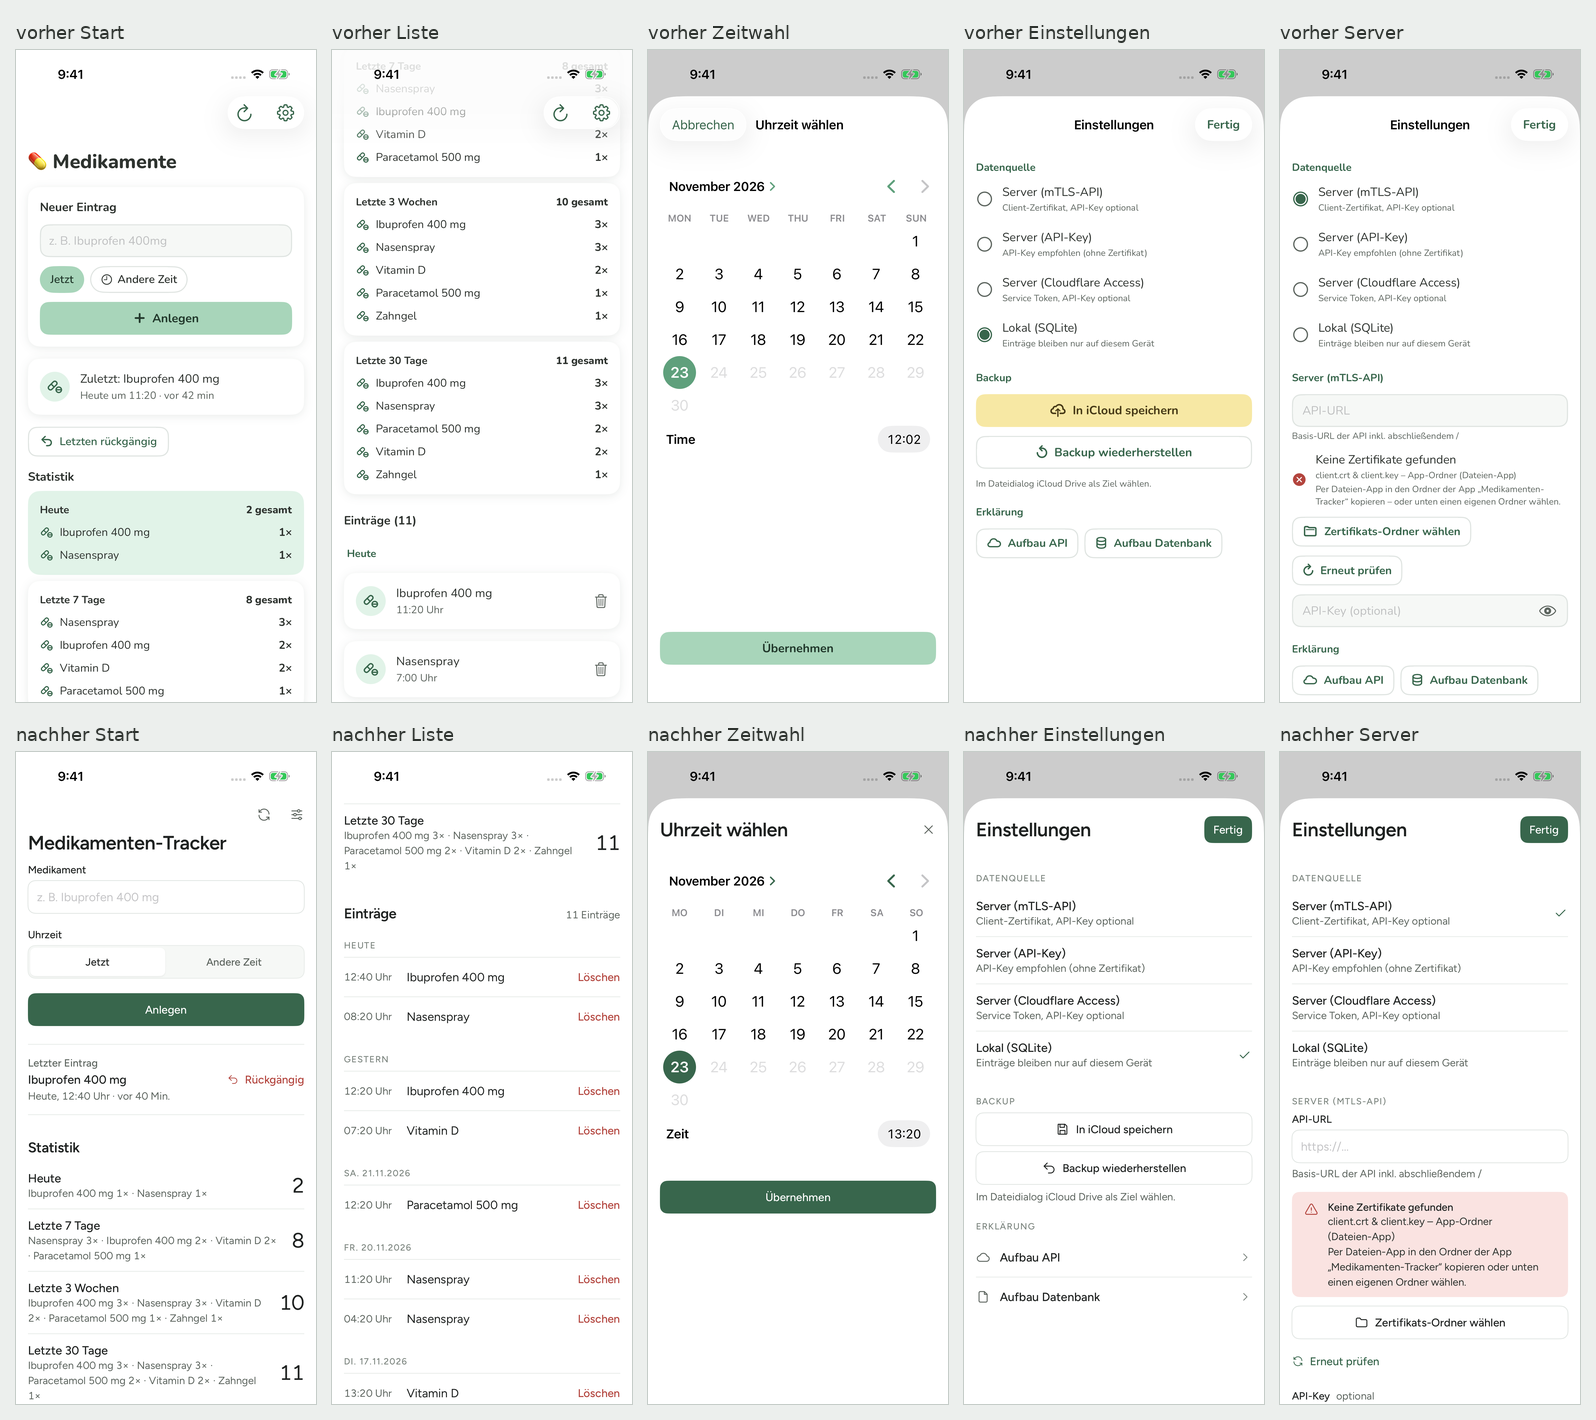 vorher Start
9:41
💊 Medikamente
Neuer Eintrag
z. B. Ibuprofen 400mg
Jetzt
Andere Zeit
+ Anlegen
Zuletzt: Ibuprofen 400 mg
Heute um 11:20 · vor 42 min
Letzten rückgängig
Statistik
Heute 2 gesamt
Ibuprofen 400 mg 1×
Nasenspray 1×
Letzte 7 Tage 8 gesamt
Nasenspray 3×
Ibuprofen 400 mg 2×
Vitamin D 2×
Paracetamol 500 mg 1×
vorher Liste
Letzte 7 Tage 8 gesamt
9:41
Nasenspray 3×
Ibuprofen 400 mg
Vitamin D 2×
Paracetamol 500 mg 1×
Letzte 3 Wochen 10 gesamt
Ibuprofen 400 mg 3×
Nasenspray 3×
Vitamin D 2×
Paracetamol 500 mg 1×
Zahngel 1×
Letzte 30 Tage 11 gesamt
Ibuprofen 400 mg 3×
Nasenspray 3×
Paracetamol 500 mg 2×
Vitamin D 2×
Zahngel 1×
Einträge (11)
Heute
Ibuprofen 400 mg
11:20 Uhr
Nasenspray
7:00 Uhr
vorher Zeitwahl
9:41
Abbrechen Uhrzeit wählen
November 2026 >
MON TUE WED THU FRI SAT SUN
1
2 3 4 5 6 7 8
9 10 11 12 13 14 15
16 17 18 19 20 21 22
23 24 25 26 27 28 29
30
Time 12:02
Übernehmen
vorher Einstellungen
9:41
Einstellungen Fertig
Datenquelle
Server (mTLS-API)
Client-Zertifikat, API-Key optional
Server (API-Key)
API-Key empfohlen (ohne Zertifikat)
Server (Cloudflare Access)
Service Token, API-Key optional
Lokal (SQLite)
Einträge bleiben nur auf diesem Gerät
Backup
In iCloud speichern
Backup wiederherstellen
Im Dateidialog iCloud Drive als Ziel wählen.
Erklärung
Aufbau API
Aufbau Datenbank
vorher Server
9:41
Einstellungen Fertig
Datenquelle
Server (mTLS-API)
Client-Zertifikat, API-Key optional
Server (API-Key)
API-Key empfohlen (ohne Zertifikat)
Server (Cloudflare Access)
Service Token, API-Key optional
Lokal (SQLite)
Einträge bleiben nur auf diesem Gerät
Server (mTLS-API)
API-URL
Basis-URL der API inkl. abschließendem /
Keine Zertifikate gefunden
client.crt & client.key – App-Ordner (Dateien-App)
Per Dateien-App in den Ordner der App „Medikamenten-
Tracker“ kopieren – oder unten einen eigenen Ordner wählen.
Zertifikats-Ordner wählen
Erneut prüfen
API-Key (optional)
Erklärung
Aufbau API
Aufbau Datenbank
nachher Start
9:41
Medikamenten-Tracker
Medikament
z. B. Ibuprofen 400 mg
Uhrzeit
Jetzt Andere Zeit
Anlegen
Letzter Eintrag
Ibuprofen 400 mg Rückgängig
Heute, 12:40 Uhr · vor 40 Min.
Statistik
Heute
Ibuprofen 400 mg 1× · Nasenspray 1×
2
Letzte 7 Tage
Nasenspray 3× · Ibuprofen 400 mg 2× · Vitamin D 2×
· Paracetamol 500 mg 1×
8
Letzte 3 Wochen
Ibuprofen 400 mg 3× · Nasenspray 3× · Vitamin D
2× · Paracetamol 500 mg 1× · Zahngel 1×
10
Letzte 30 Tage
Ibuprofen 400 mg 3× · Nasenspray 3× ·
Paracetamol 500 mg 2× · Vitamin D 2× · Zahngel
1×
11
nachher Liste
9:41
Letzte 30 Tage
Ibuprofen 400 mg 3× · Nasenspray 3× ·
Paracetamol 500 mg 2× · Vitamin D 2× · Zahngel
1×
11
Einträge 11 Einträge
HEUTE
12:40 Uhr Ibuprofen 400 mg Löschen
08:20 Uhr Nasenspray Löschen
GESTERN
12:20 Uhr Ibuprofen 400 mg Löschen
07:20 Uhr Vitamin D Löschen
SA. 21.11.2026
12:20 Uhr Paracetamol 500 mg Löschen
FR. 20.11.2026
11:20 Uhr Nasenspray Löschen
04:20 Uhr Nasenspray Löschen
DI. 17.11.2026
13:20 Uhr Vitamin D Löschen
nachher Zeitwahl
9:41
Uhrzeit wählen
November 2026 >
MO DI MI DO FR SA SO
1
2 3 4 5 6 7 8
9 10 11 12 13 14 15
16 17 18 19 20 21 22
23 24 25 26 27 28 29
30
Zeit 13:20
Übernehmen
nachher Einstellungen
9:41
Einstellungen Fertig
DATENQUELLE
Server (mTLS-API)
Client-Zertifikat, API-Key optional
Server (API-Key)
API-Key empfohlen (ohne Zertifikat)
Server (Cloudflare Access)
Service Token, API-Key optional
Lokal (SQLite)
Einträge bleiben nur auf diesem Gerät
BACKUP
In iCloud speichern
Backup wiederherstellen
Im Dateidialog iCloud Drive als Ziel wählen.
ERKLÄRUNG
Aufbau API
Aufbau Datenbank
nachher Server
9:41
Einstellungen Fertig
DATENQUELLE
Server (mTLS-API)
Client-Zertifikat, API-Key optional
Server (API-Key)
API-Key empfohlen (ohne Zertifikat)
Server (Cloudflare Access)
Service Token, API-Key optional
Lokal (SQLite)
Einträge bleiben nur auf diesem Gerät
SERVER (MTLS-API)
API-URL
https://…
Basis-URL der API inkl. abschließendem /
Keine Zertifikate gefunden
client.crt & client.key – App-Ordner
(Dateien-App)
Per Dateien-App in den Ordner der App
„Medikamenten-Tracker“ kopieren oder unten
einen eigenen Ordner wählen.
Zertifikats-Ordner wählen
Erneut prüfen
API-Key optional